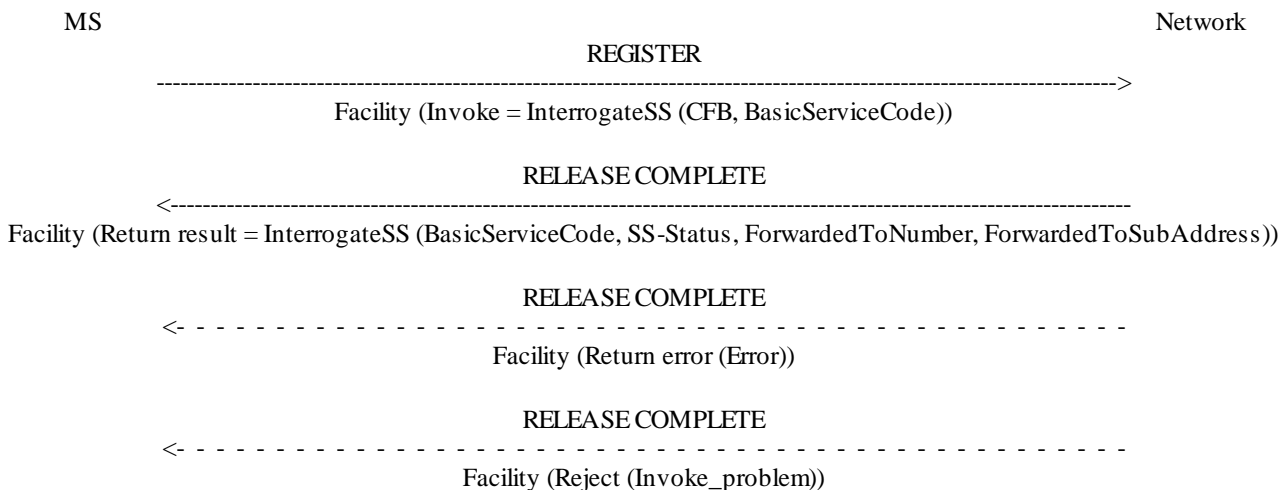 MS Network
REGISTER
Facility (Invoke = InterrogateSS (CFB, BasicServiceCode))
RELEASE COMPLETE
Facility (Return result = InterrogateSS (BasicServiceCode, SS-Status, ForwardedToNumber, ForwardedToSubAddress))
RELEASE COMPLETE
Facility (Return error (Error))
RELEASE COMPLETE
Facility (Reject (Invoke_problem))